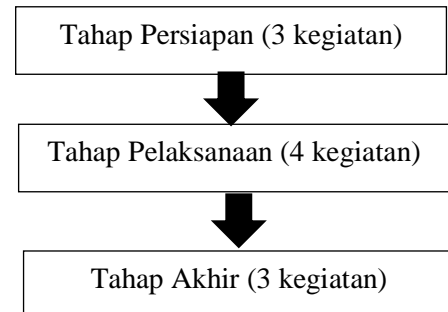 Tahap Persiapan (3 kegiatan)
Tahap Pelaksanaan (4 kegiatan)
Tahap Akhir (3 kegiatan)